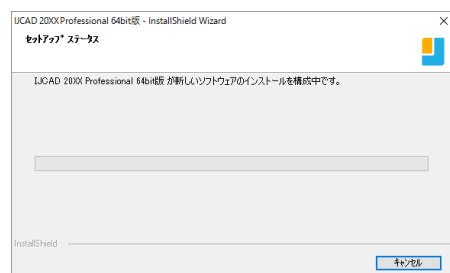 IJCAD 20XX Professional 64bit版 - InstallShield Wizard
セットアップ ステータス
IJCAD 20XX Professional 64bit版 が新しいソフトウェアのインストールを構成中です。
InstallShield
キャンセル